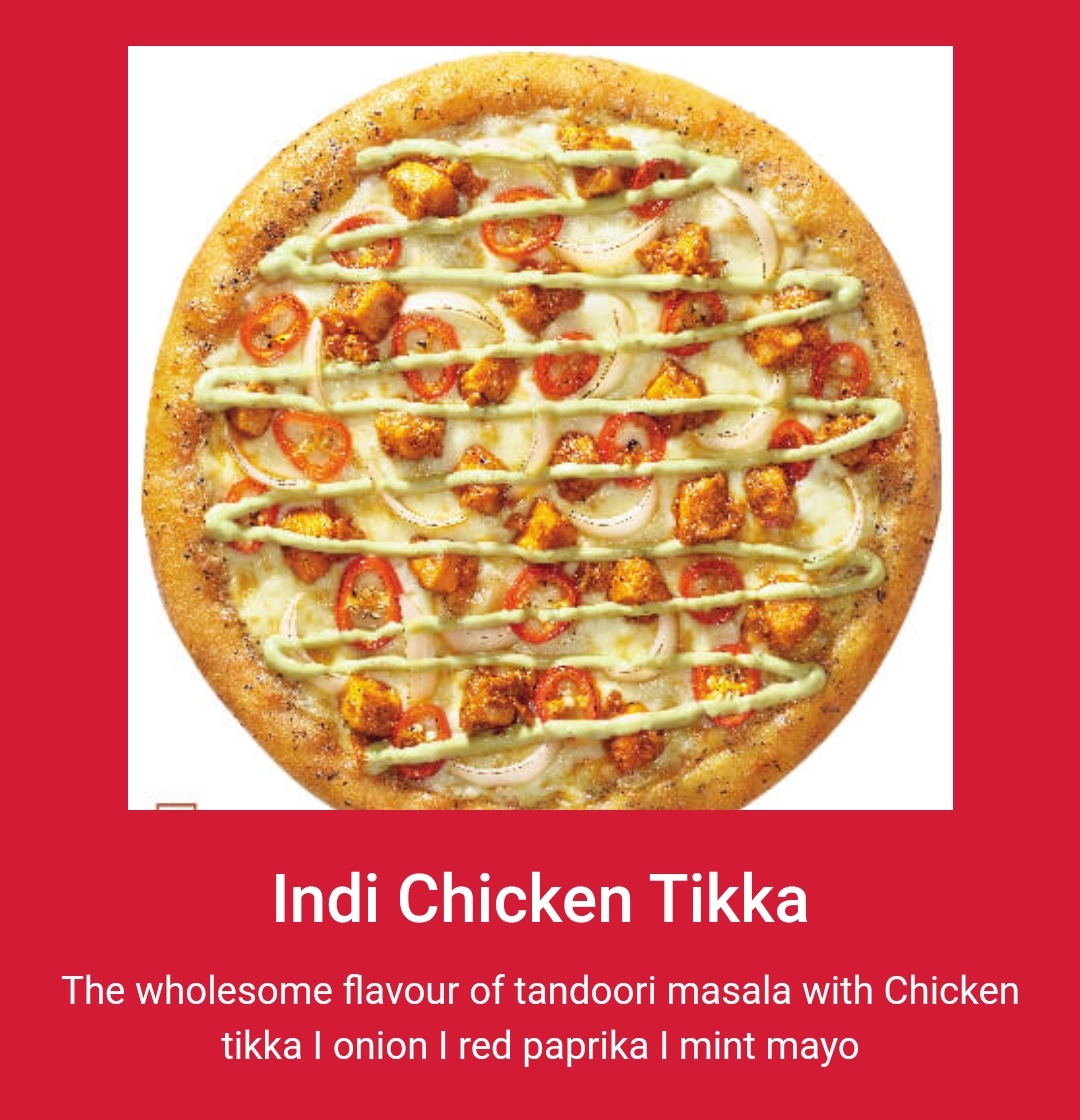 Indi Chicken Tikka
The wholesome flavour of tandoori masala with Chicken
tikka I onion I red paprika I mint mayo